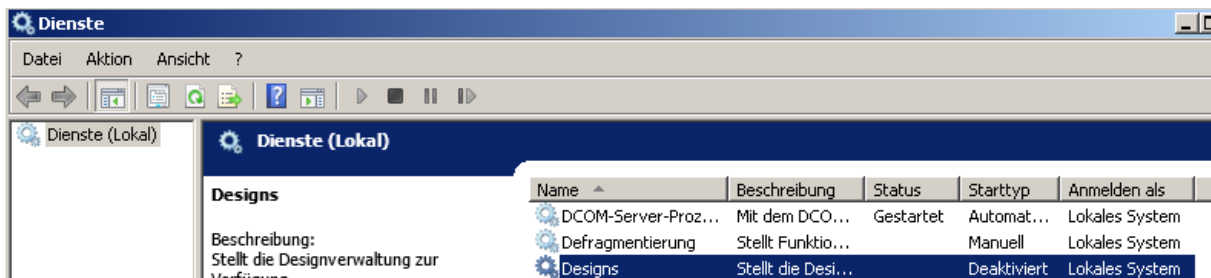 Dienste
Datei Aktion Ansicht ?
Dienste (Lokal)
Dienste (Lokal)
Designs
Beschreibung:
Stellt die Designverwaltung zur
Name Beschreibung Status Starttyp Anmelden als
DCOM-Server-Proz... Mit dem DCO... Gestartet Automat... Lokales System
Defragmentierung Stellt Funktio... Manuell Lokales System
Designs Stellt die Desi... Deaktiviert Lokales System